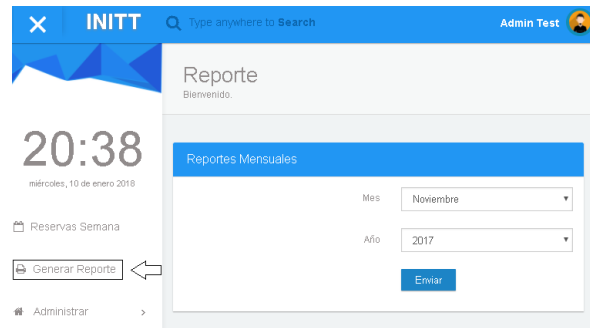 INITT
Type anywhere to Search
Admin Test
Reporte
Bienvenido.
20:38
miércoles, 10 de enero 2018
Reservas Semana
Generar Reporte
Administrar
Reportes Mensuales
Mes
Noviembre
Año
2017
Enviar